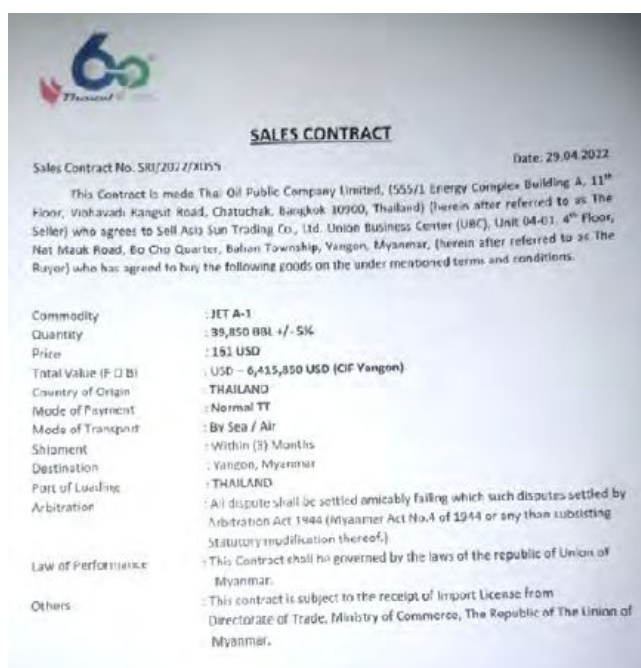 60
Thaioil
SALES CONTRACT
Sales Contract No. SRI/2022/
Date: 29.04.2022
This Contract is made Thai Oil Public Company Limited, (555/1 Energy Complex Building A, 11th
Floor, Vibhavadi Rangsit Road, Chatuchak, Bangkok 10900, Thailand) (herein after referred to as The
Seller) who agrees to Sell Asia Sun Trading Co., Ltd. Union Business Center (UBC), Unit 04-01, 4th Floor,
Nat Mauk Road, Bo Cho Quarter, Bahan Township, Yangon, Myanmar, (herein after referred to as The
Buyer) who has agreed to buy the following goods on the under mentioned terms and conditions.
Commodity : JET A-1
Quantity : 39,850 BBL +/- 5%
Price : 161 USD
Total Value (F O B) : USD – 6,415,850 USD (CIF Yangon)
Country of Origin : THAILAND
Mode of Payment : Normal TT
Mode of Transport : By Sea / Air
Shipment : Within (3) Months
Destination : Yangon, Myanmar
Port of Loading : THAILAND
Arbitration : All dispute shall be settled amicably failing which such disputes settled by
Arbitration Act 1944 (Myanmar Act No.4 of 1944 or any than subsisting
Statutory modification thereof.)
Law of Performance : This Contract shall be governed by the laws of the republic of Union of
Myanmar.
Others : This contract is subject to the receipt of Import License from
Directorate of Trade, Ministry of Commerce, The Republic of The Union of
Myanmar.